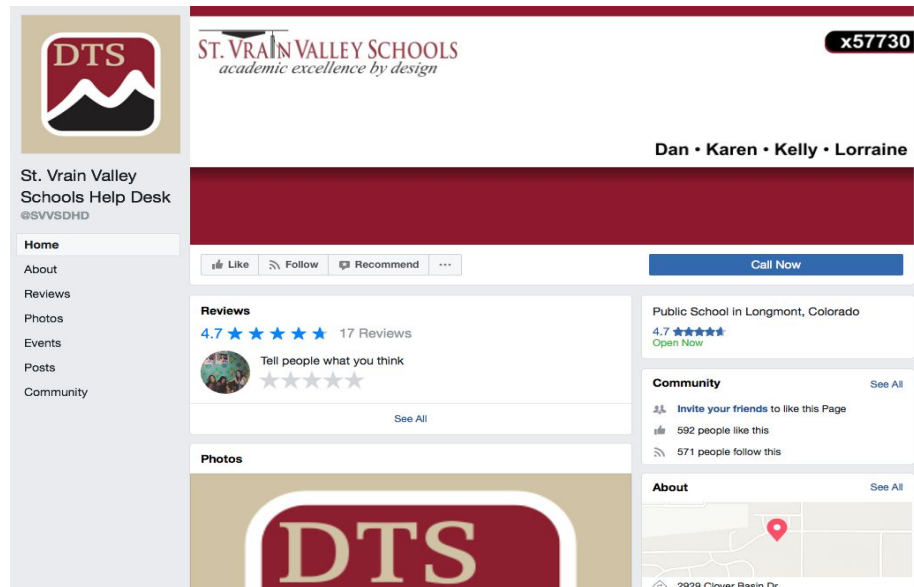 DTS
St. Vrain Valley
Schools Help Desk
@SVVSDHD
Home
About
Reviews
Photos
Events
Posts
Community
ST. VRAIN VALLEY SCHOOLS
academic excellence by design
x57730
Dan • Karen • Kelly • Lorraine
Like
Follow
Recommend
...
Call Now
Reviews
4.7
17 Reviews
Tell people what you think
See All
Photos
DTS
Public School in Longmont, Colorado
4.7
Open Now
Community
See All
Invite your friends to like this Page
592 people like this
571 people follow this
About
See All
2929 Clover Basin Dr